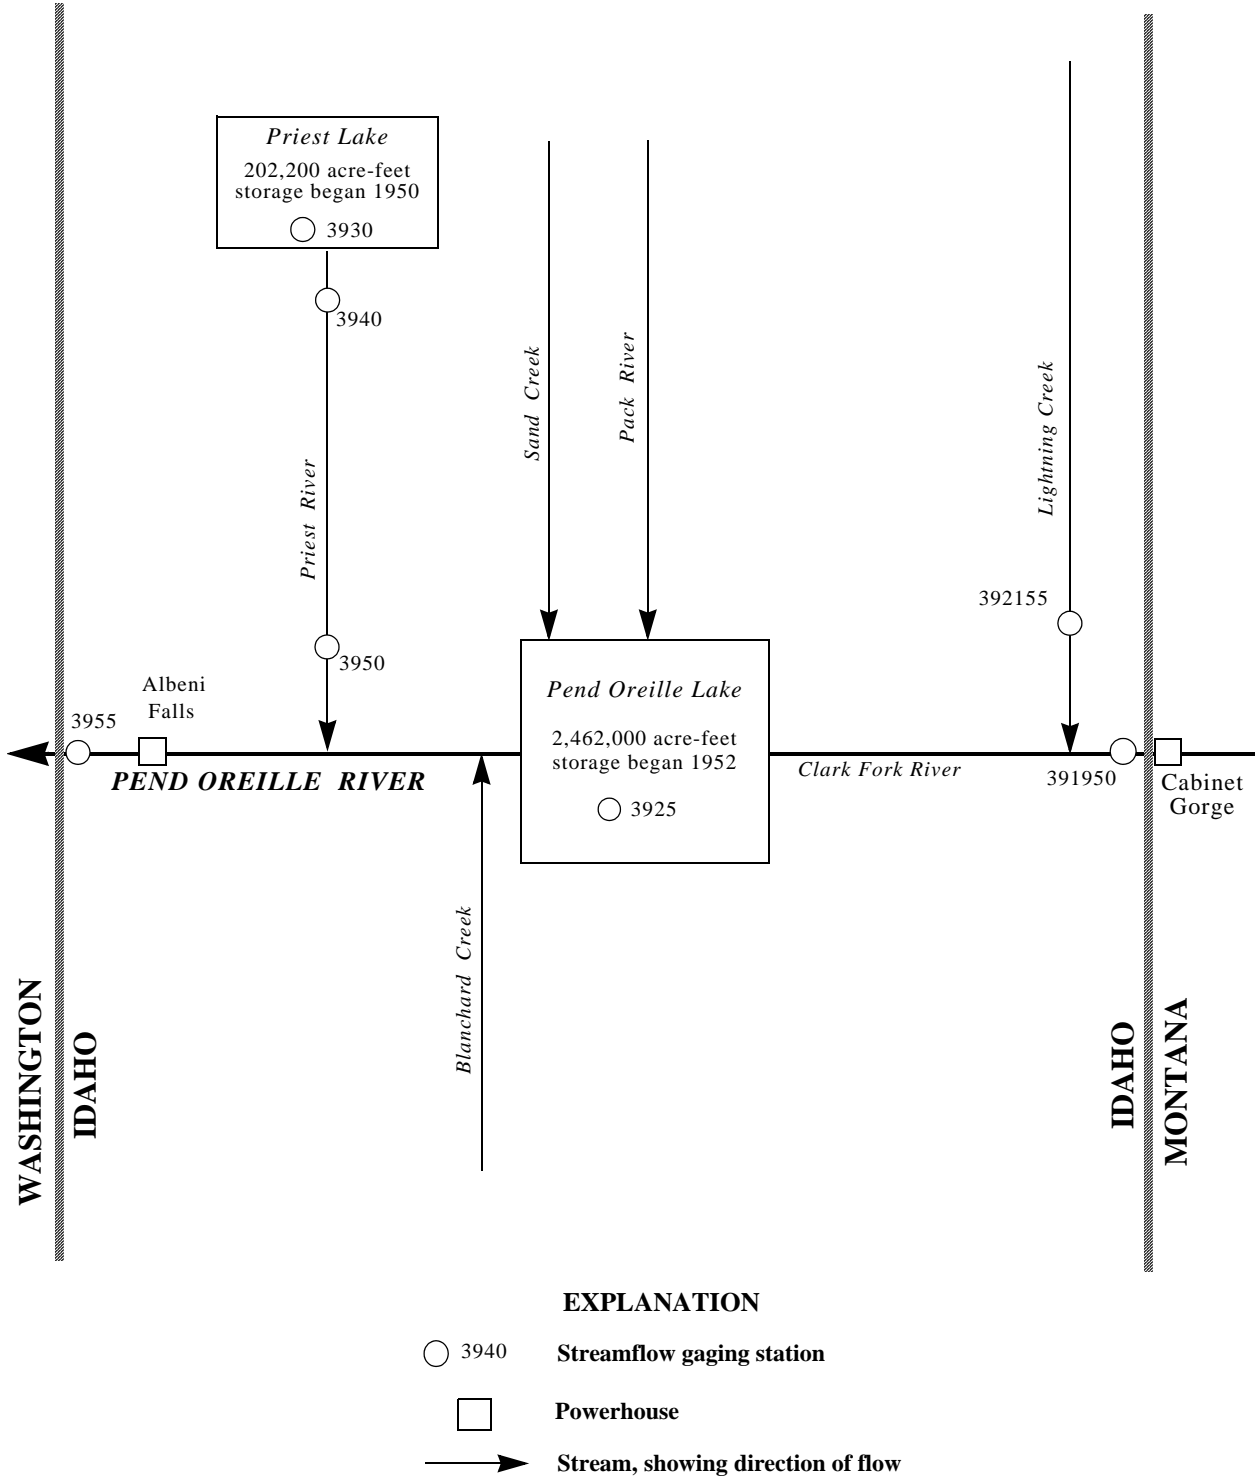 Priest Lake
202,200 acre-feet
storage began 1950
3930
3940
Priest River
3950
Sand Creek
Pack River
Lightning Creek
392155
Albeni
Falls
3955
PEND OREILLE RIVER
Pend Oreille Lake
2,462,000 acre-feet
storage began 1952
3925
Clark Fork River
391950
Cabinet
Gorge
Blanchard Creek
WASHINGTON
IDAHO
IDAHO
MONTANA
EXPLANATION
3940 Streamflow gaging station
Powerhouse
Stream, showing direction of flow